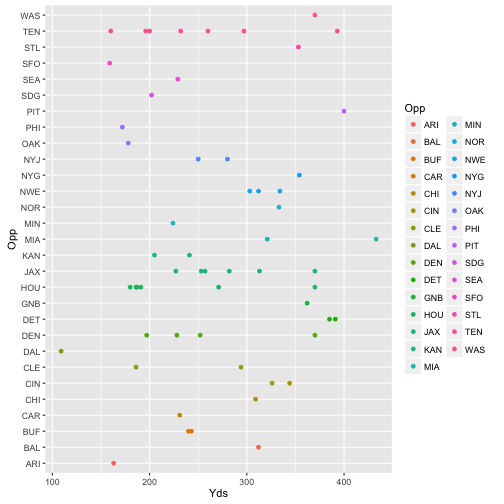 WAS
TEN
STL
SFO
SEA
SDG
PIT
PHI
OAK
NYJ
NYG
NWE
NOR
MIN
MIA
KAN
JAX
HOU
GNB
DET
DEN
DAL
CLE
CIN
CHI
CAR
BUF
BAL
ARI
Opp
100 200 300 400
Yds
Opp
ARI MIN
BAL NOR
BUF NWE
CAR NYG
CHI NYJ
CIN OAK
CLE PHI
DAL PIT
DEN SDG
DET SEA
GNB SFO
HOU STL
JAX TEN
KAN WAS
MIA